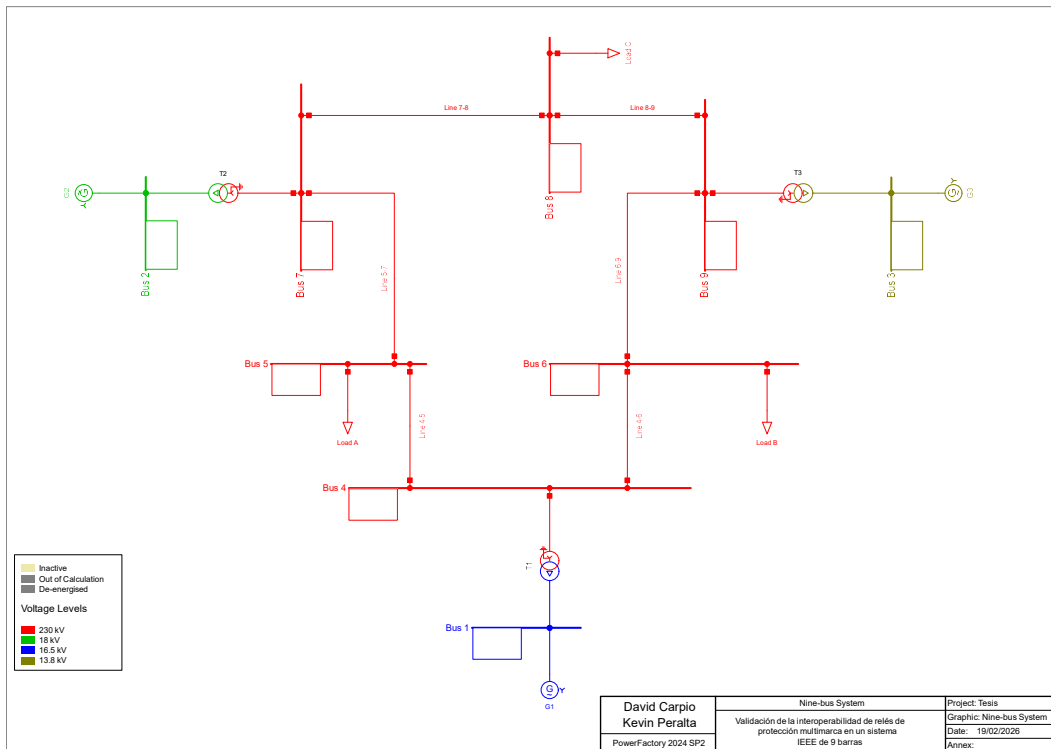 Load C
Line 7-8
Line 8-9
T2
T3
G2
G3
Bus 8
Bus 2
Bus 7
Line 5-7
Line 6-9
Bus 9
Bus 3
Bus 5
Bus 6
Load A
Line 4-5
Line 4-6
Load B
Bus 4
T1
Bus 1
G
G1
Inactive
Out of Calculation
De-energised
Voltage Levels
230 kV
18 kV
16.5 kV
13.8 kV
David Carpio
Kevin Peralta
PowerFactory 2024 SP2
Nine-bus System
Validación de la interoperabilidad de relés de
protección multimarca en un sistema
IEEE de 9 barras
Project: Tesis
Graphic: Nine-bus System
Date: 19/02/2026
Annex: